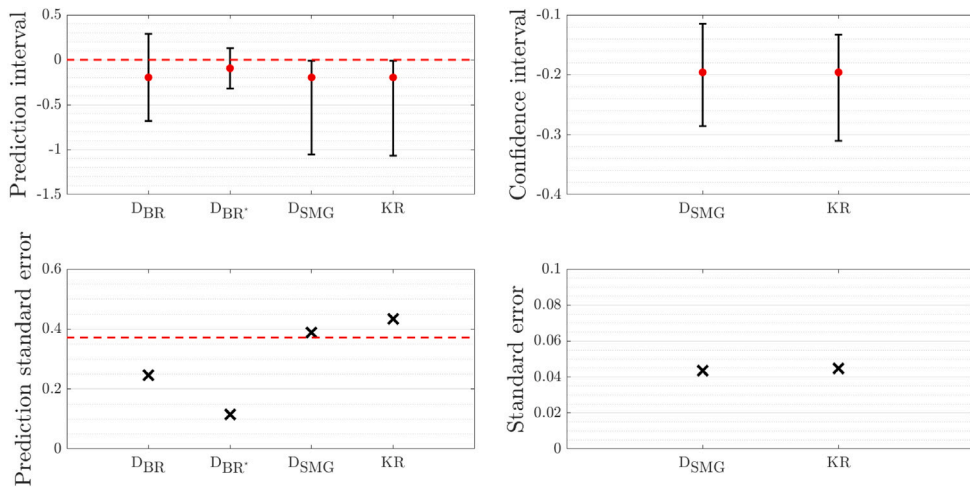 Prediction interval
0.5
0
-0.5
-1
-1.5
D_BR
D_BR*
D_SMG
KR
Confidence interval
-0.1
-0.2
-0.3
-0.4
D_SMG
KR
Prediction standard error
0.6
0.4
0.2
0
D_BR
D_BR*
D_SMG
KR
Standard error
0.1
0.08
0.06
0.04
0.02
0
D_SMG
KR